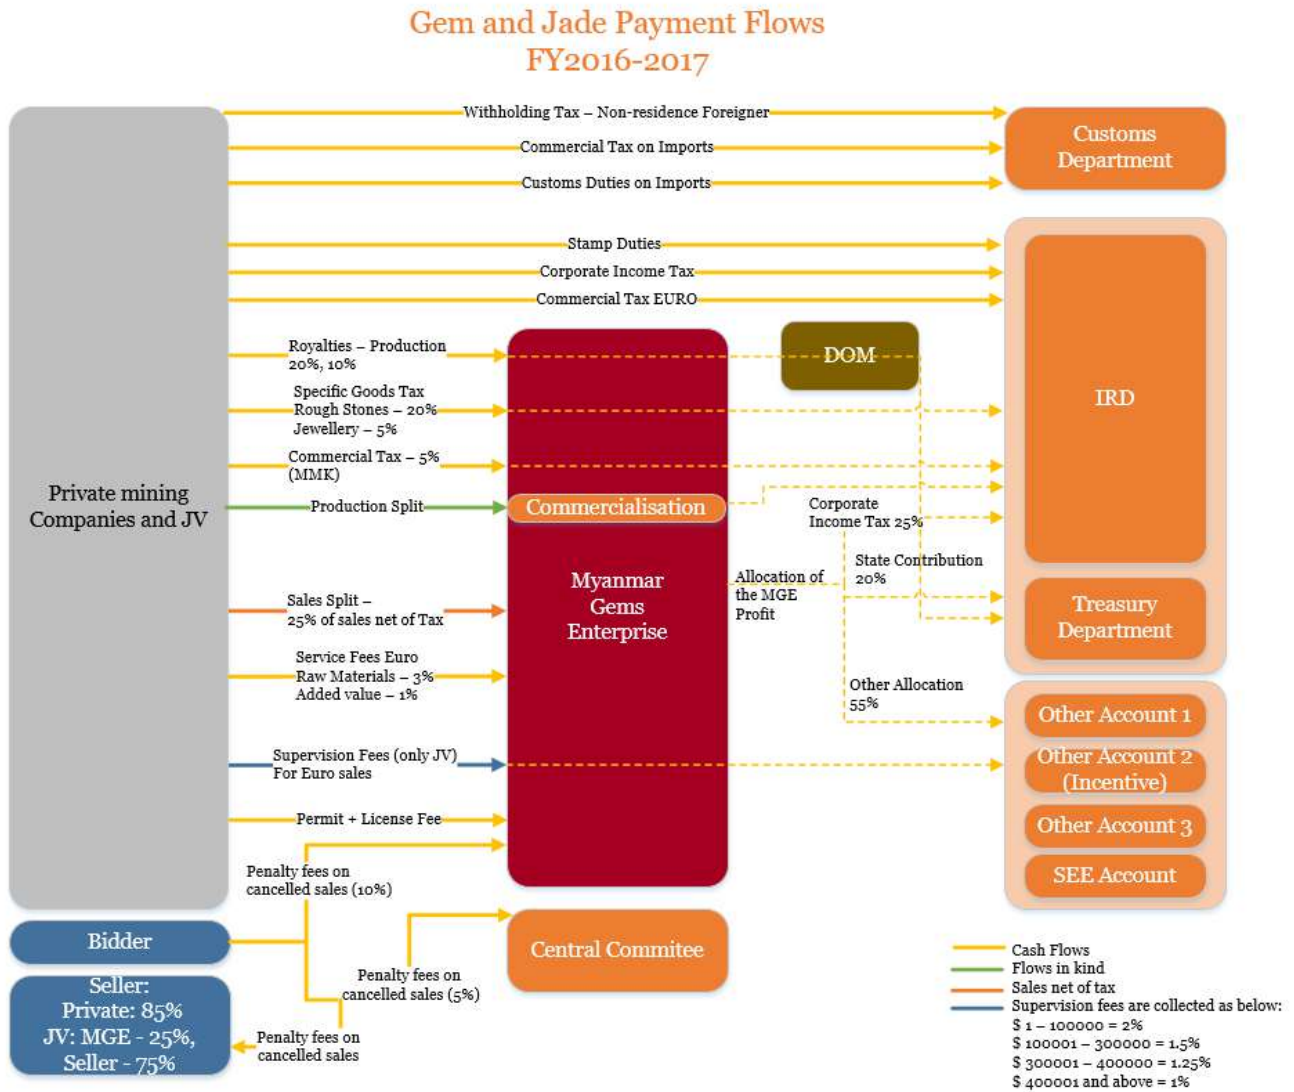 Gem and Jade Payment Flows
FY2016-2017
Withholding Tax – Non-residence Foreigner
Commercial Tax on Imports
Customs Duties on Imports
Customs
Department
Stamp Duties
Corporate Income Tax
Commercial Tax EURO
Royalties – Production
20%, 10%
Specific Goods Tax
Rough Stones – 20%
Jewellery – 5%
Commercial Tax – 5%
(MMK)
Production Split
Private mining
Companies and JV
Commercialisation
Myanmar
Gems
Enterprise
DOM
IRD
Corporate
Income Tax 25%
State Contribution
20%
Allocation of
the MGE
Profit
Treasury
Department
Sales Split –
25% of sales net of Tax
Service Fees Euro
Raw Materials – 3%
Added value – 1%
Other Allocation
55%
Other Account 1
Other Account 2
(Incentive)
Other Account 3
SEE Account
Supervision Fees (only JV)
For Euro sales
Permit + License Fee
Penalty fees on
cancelled sales (10%)
Bidder
Central Commitee
Penalty fees on
cancelled sales (5%)
Seller:
Private: 85%
JV: MGE - 25%,
Seller - 75%
Penalty fees on
cancelled sales
Cash Flows
Flows in kind
Sales net of tax
Supervision fees are collected as below:
$ 1 – 100000 = 2%
$ 100001 – 300000 = 1.5%
$ 300001 – 400000 = 1.25%
$ 400001 and above = 1%